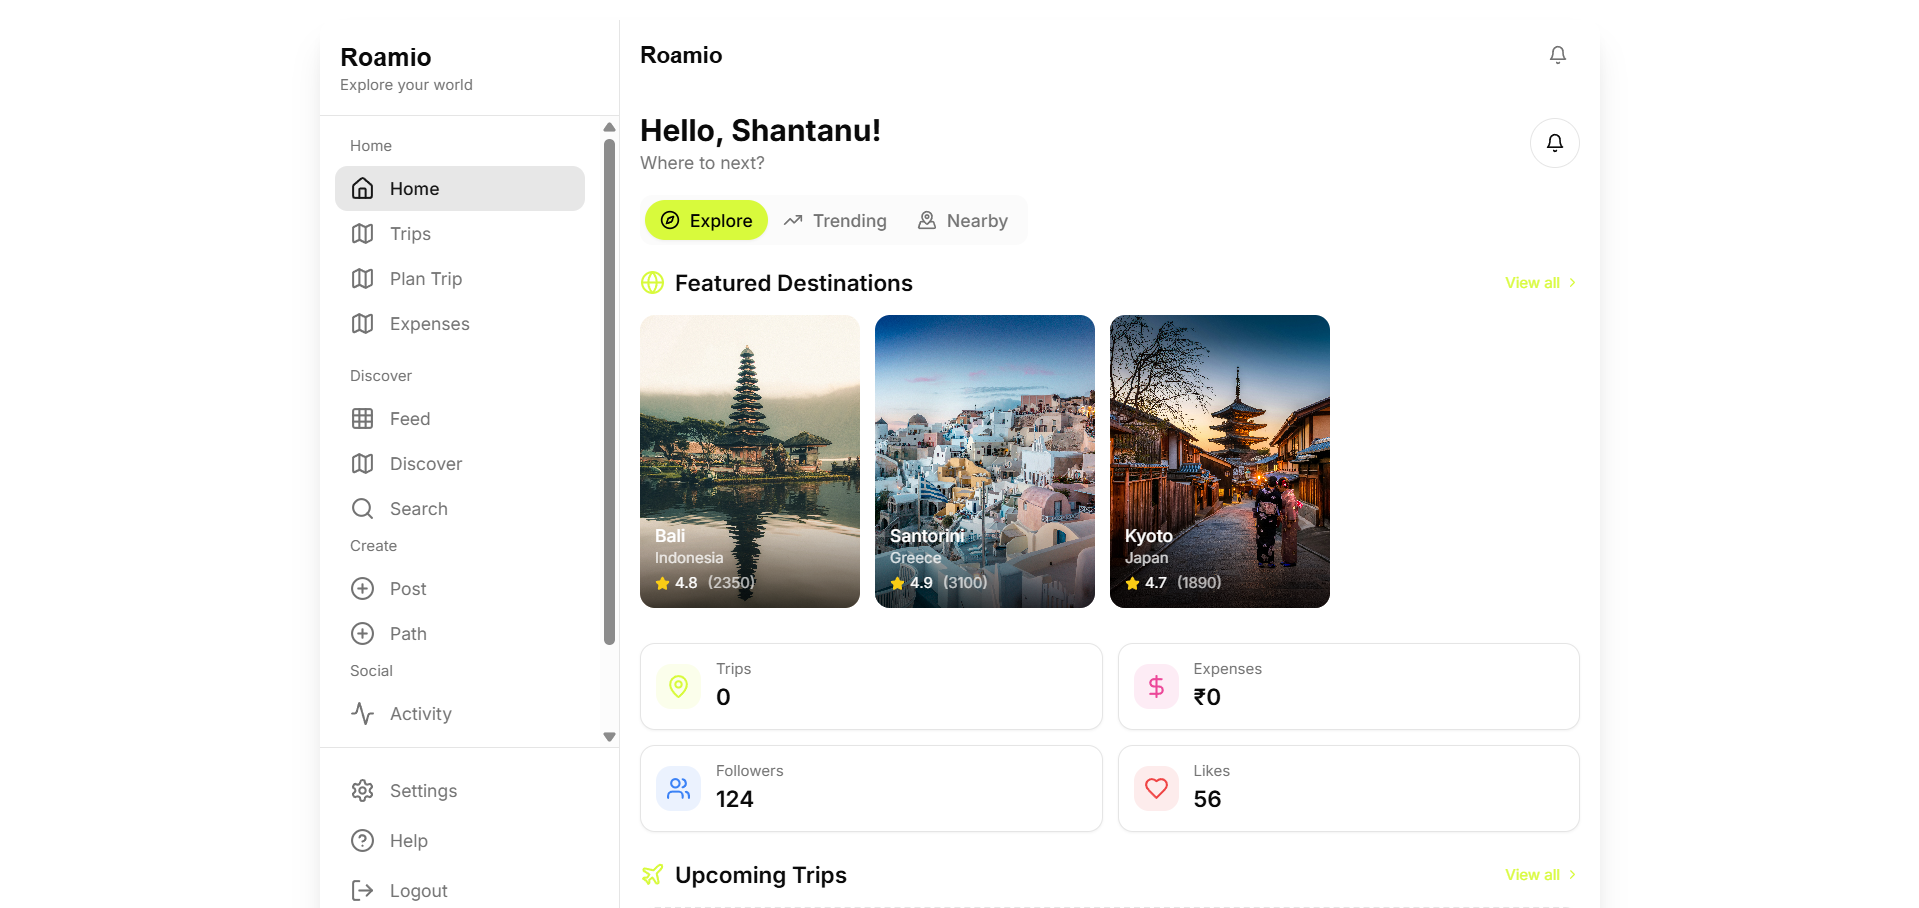 Roamio
Explore your world
Home
Home
Trips
Plan Trip
Expenses
Discover
Feed
Discover
Search
Create
Post
Path
Social
Activity
Settings
Help
Logout
Roamio
Hello, Shantanu!
Where to next?
Explore
Trending
Nearby
Featured Destinations
View all
Bali
Indonesia
4.8 (2350)
Santorini
Greece
4.9 (3100)
Kyoto
Japan
4.7 (1890)
Trips
0
Expenses
₹0
Followers
124
Likes
56
Upcoming Trips
View all